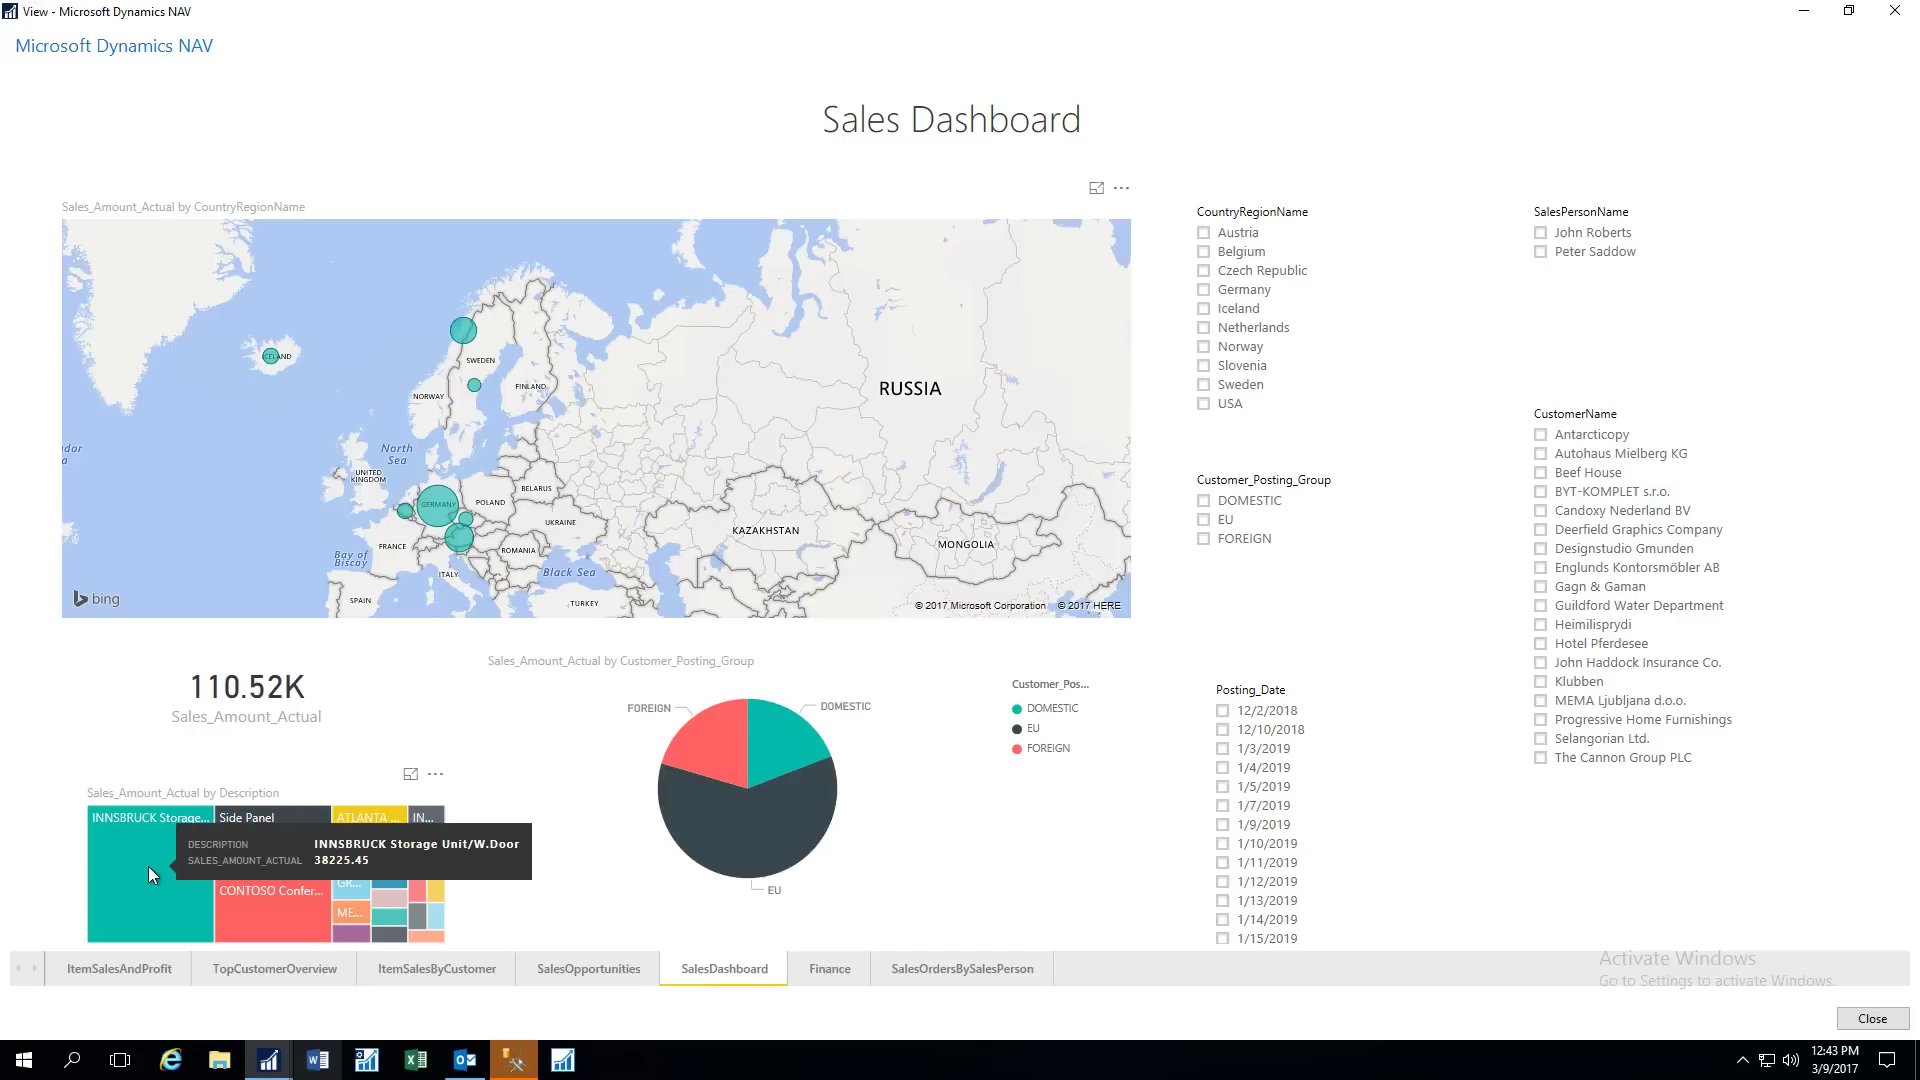 View - Microsoft Dynamics NAV
Microsoft Dynamics NAV
Sales Dashboard
Sales_Amount_Actual by CountryRegionName
ICELAND
SWEDEN
FINLAND
NORWAY
RUSSIA
North
Sea
UNITED
KINGDOM
GERMANY
POLAND
BELARUS
UKRAINE
FRANCE
ROMANIA
KAZAKHSTAN
MONGOLIA
Bay of
Biscay
ITALY
Black Sea
SPAIN
TURKEY
bing
© 2017 Microsoft Corporation © 2017 HERE
CountryRegionName
Austria
Belgium
Czech Republic
Germany
Iceland
Netherlands
Norway
Slovenia
Sweden
USA
SalesPersonName
John Roberts
Peter Saddow
Customer_Posting_Group
DOMESTIC
EU
FOREIGN
CustomerName
Antarcticopy
Autohaus Mielberg KG
Beef House
BYT-KOMPLET s.r.o.
Candoxy Nederland BV
Deerfield Graphics Company
Designstudio Gmunden
Englunds Kontorsmöbler AB
Gagn & Gaman
Guildford Water Department
Heimilisprydi
Hotel Pferdesee
John Haddock Insurance Co.
Klubben
MEMA Ljubljana d.o.o.
Progressive Home Furnishings
Selangorian Ltd.
The Cannon Group PLC
110.52K
Sales_Amount_Actual
Sales_Amount_Actual by Customer_Posting_Group
FOREIGN
DOMESTIC
EU
Customer_Pos...
DOMESTIC
EU
FOREIGN
Posting_Date
12/2/2018
12/10/2018
1/3/2019
1/4/2019
1/5/2019
1/7/2019
1/9/2019
1/10/2019
1/11/2019
1/12/2019
1/13/2019
1/14/2019
1/15/2019
Sales_Amount_Actual by Description
INNSBRUCK Storage...
Side Panel
ATLANTA ...
IN...
DESCRIPTION INNSBRUCK Storage Unit/W.Door
SALES_AMOUNT_ACTUAL 38225.45
CONTOSO Confer...
GR...
ME...
ItemSalesAndProfit
TopCustomerOverview
ItemSalesByCustomer
SalesOpportunities
SalesDashboard
Finance
SalesOrdersBySalesPerson
Activate Windows
Go to Settings to activate Windows.
Close
12:43 PM
3/9/2017